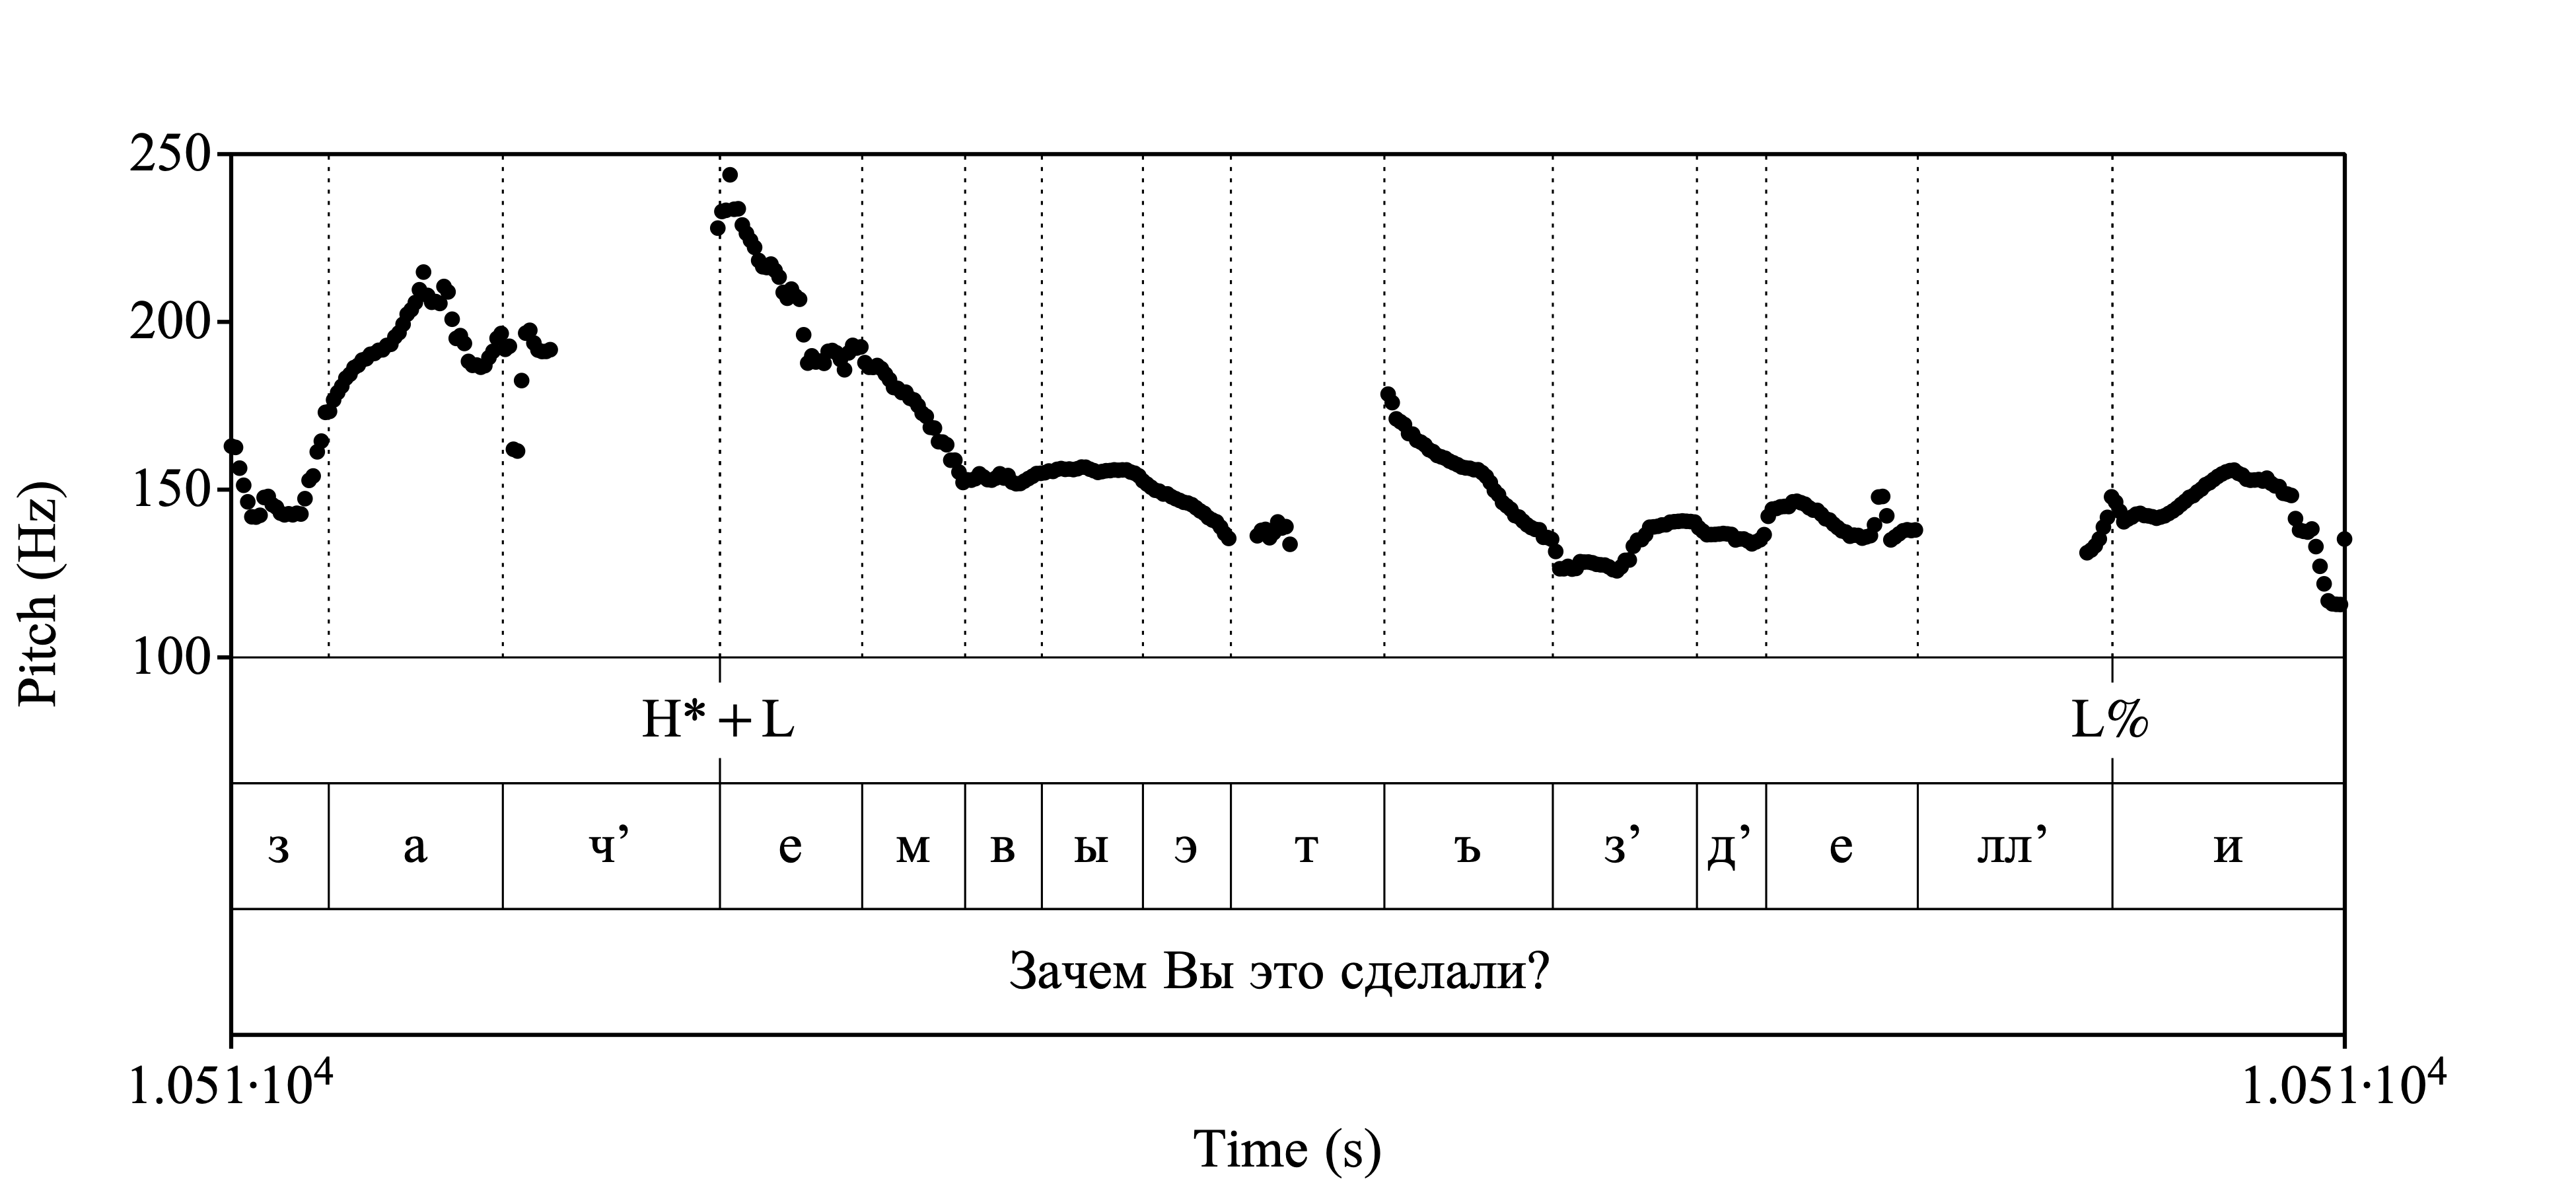 250
200
150
100
Pitch (Hz)
H*+L L%
з а ч’ е м в ы э т ъ з’ д’ е лл’ и
Зачем Вы это сделали?
1.051·10⁴ 1.051·10⁴
Time (s)